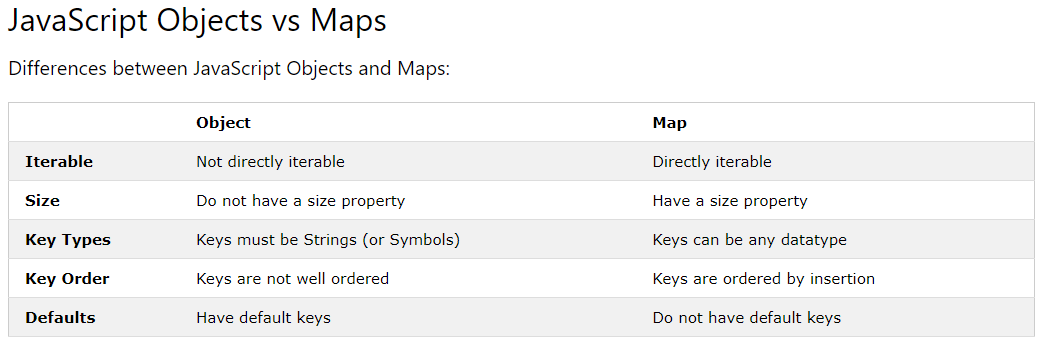 JavaScript Objects vs Maps
Differences between JavaScript Objects and Maps:
Object Map
Iterable Not directly iterable Directly iterable
Size Do not have a size property Have a size property
Key Types Keys must be Strings (or Symbols) Keys can be any datatype
Key Order Keys are not well ordered Keys are ordered by insertion
Defaults Have default keys Do not have default keys